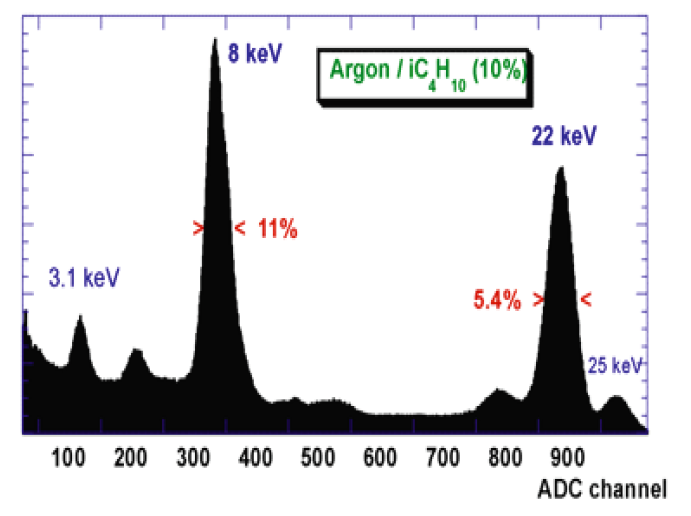 8 keV
Argon / iC4H10 (10%)
22 keV
> < 11%
3.1 keV
5.4% > <
25 keV
100 200 300 400 500 600 700 800 900
ADC channel